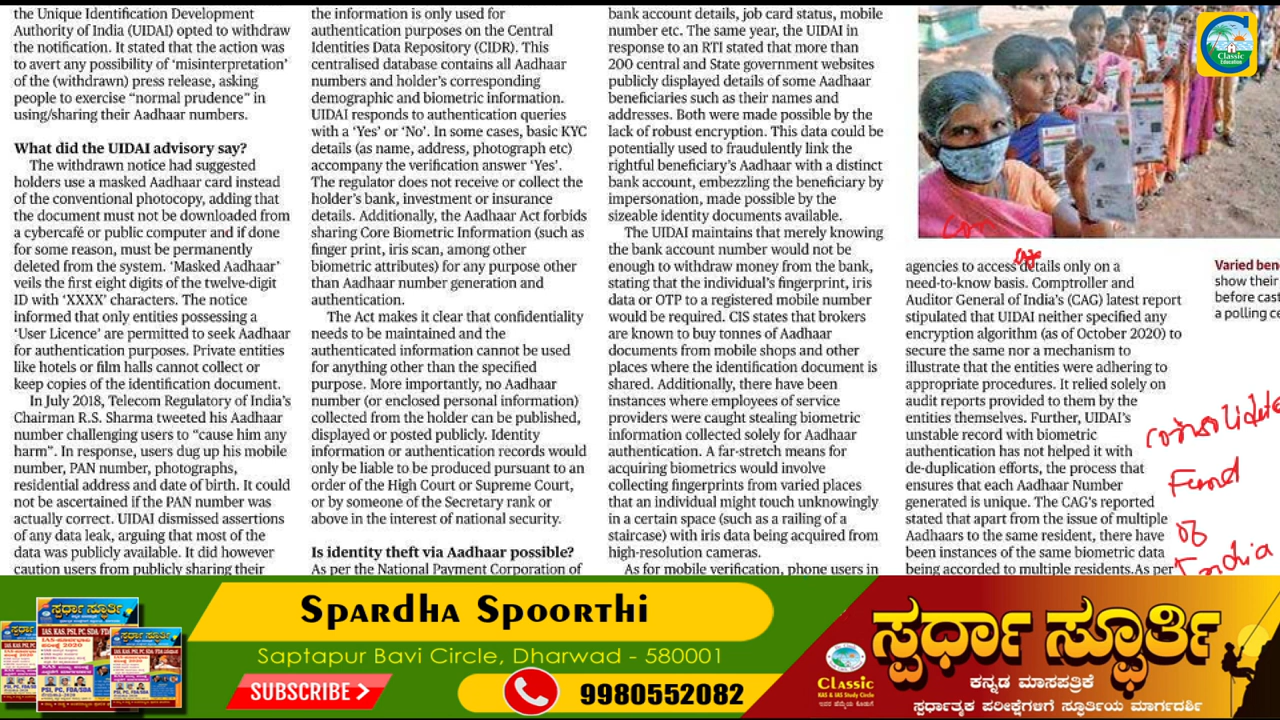 the Unique Identification Development
Authority of India (UIDAI) opted to withdraw
the notification. It stated that the action was
to avert any possibility of ‘misinterpretation’
of the (withdrawn) press release, asking
people to exercise “normal prudence” in
using/sharing their Aadhaar numbers.
What did the UIDAI advisory say?
The withdrawn notice had suggested
holders use a masked Aadhaar card instead
of the conventional photocopy, adding that
the document must not be downloaded from
a cybercafé or public computer and if done
for some reason, must be permanently
deleted from the system. ‘Masked Aadhaar’
veils the first eight digits of the twelve-digit
ID with ‘XXXX’ characters. The notice
informed that only entities possessing a
‘User Licence’ are permitted to seek Aadhaar
for authentication purposes. Private entities
like hotels or film halls cannot collect or
keep copies of the identification document.
In July 2018, Telecom Regulatory of India’s
Chairman R.S. Sharma tweeted his Aadhaar
number challenging users to “cause him any
harm”. In response, users dug up his mobile
number, PAN number, photographs,
residential address and date of birth. It could
not be ascertained if the PAN number was
actually correct. UIDAI dismissed assertions
of any data leak, arguing that most of the
data was publicly available. It did however
caution users from publicly sharing their
the information is only used for
authentication purposes on the Central
Identities Data Repository (CIDR). This
centralised database contains all Aadhaar
numbers and holder’s corresponding
demographic and biometric information.
UIDAI responds to authentication queries
with a ‘Yes’ or ‘No’. In some cases, basic KYC
details (as name, address, photograph etc)
accompany the verification answer ‘Yes’.
The regulator does not receive or collect the
holder’s bank, investment or insurance
details. Additionally, the Aadhaar Act forbids
sharing Core Biometric Information (such as
finger print, iris scan, among other
biometric attributes) for any purpose other
than Aadhaar number generation and
authentication.
The Act makes it clear that confidentiality
needs to be maintained and the
authenticated information cannot be used
for anything other than the specified
purpose. More importantly, no Aadhaar
number (or enclosed personal information)
collected from the holder can be published,
displayed or posted publicly. Identity
information or authentication records would
only be liable to be produced pursuant to an
order of the High Court or Supreme Court,
or by someone of the Secretary rank or
above in the interest of national security.
Is identity theft via Aadhaar possible?
As per the National Payment Corporation of
bank account details, job card status, mobile
number etc. The same year, the UIDAI in
response to an RTI stated that more than
200 central and State government websites
publicly displayed details of some Aadhaar
beneficiaries such as their names and
addresses. Both were made possible by the
lack of robust encryption. This data could be
potentially used to fraudulently link the
rightful beneficiary’s Aadhaar with a distinct
bank account, embezzling the beneficiary by
impersonation, made possible by the
sizeable identity documents available.
The UIDAI maintains that merely knowing
the bank account number would not be
enough to withdraw money from the bank,
stating that the individual’s fingerprint, iris
data or OTP to a registered mobile number
would be required. CIS states that brokers
are known to buy tonnes of Aadhaar
documents from mobile shops and other
places where the identification document is
shared. Additionally, there have been
instances where employees of service
providers were caught stealing biometric
information collected solely for Aadhaar
authentication. A far-stretch means for
acquiring biometrics would involve
collecting fingerprints from varied places
that an individual might touch unknowingly
in a certain space (such as a railing of a
staircase) with iris data being acquired from
high-resolution cameras.
As for mobile verification, phone users in
Classic
Education
agencies to access details only on a
need-to-know basis. Comptroller and
Auditor General of India’s (CAG) latest report
stipulated that UIDAI neither specified any
encryption algorithm (as of October 2020) to
secure the same nor a mechanism to
illustrate that the entities were adhering to
appropriate procedures. It relied solely on
audit reports provided to them by the
entities themselves. Further, UIDAI’s
unstable record with biometric
authentication has not helped it with
de-duplication efforts, the process that
ensures that each Aadhaar Number
generated is unique. The CAG’s reported
stated that apart from the issue of multiple
Aadhaars to the same resident, there have
been instances of the same biometric data
being accorded to multiple residents.As per
Varied ben
show their
before cast
a polling ce
Fund
of
India
Spardha Spoorthi
Saptapur Bavi Circle, Dharwad - 580001
SUBSCRIBE >
9980552082
ಸ್ಪರ್ಧಾ ಸ್ಫೂರ್ತಿ
Classic
KAS & IAS Study Circle
ಕನ್ನಡ ಮಾಸಪತ್ರಿಕೆ
ಸ್ಪರ್ಧಾತ್ಮಕ ಪರೀಕ್ಷೆಗಳಿಗೆ ಸ್ಫೂರ್ತಿಯ ಮಾರ್ಗದರ್ಶಿ